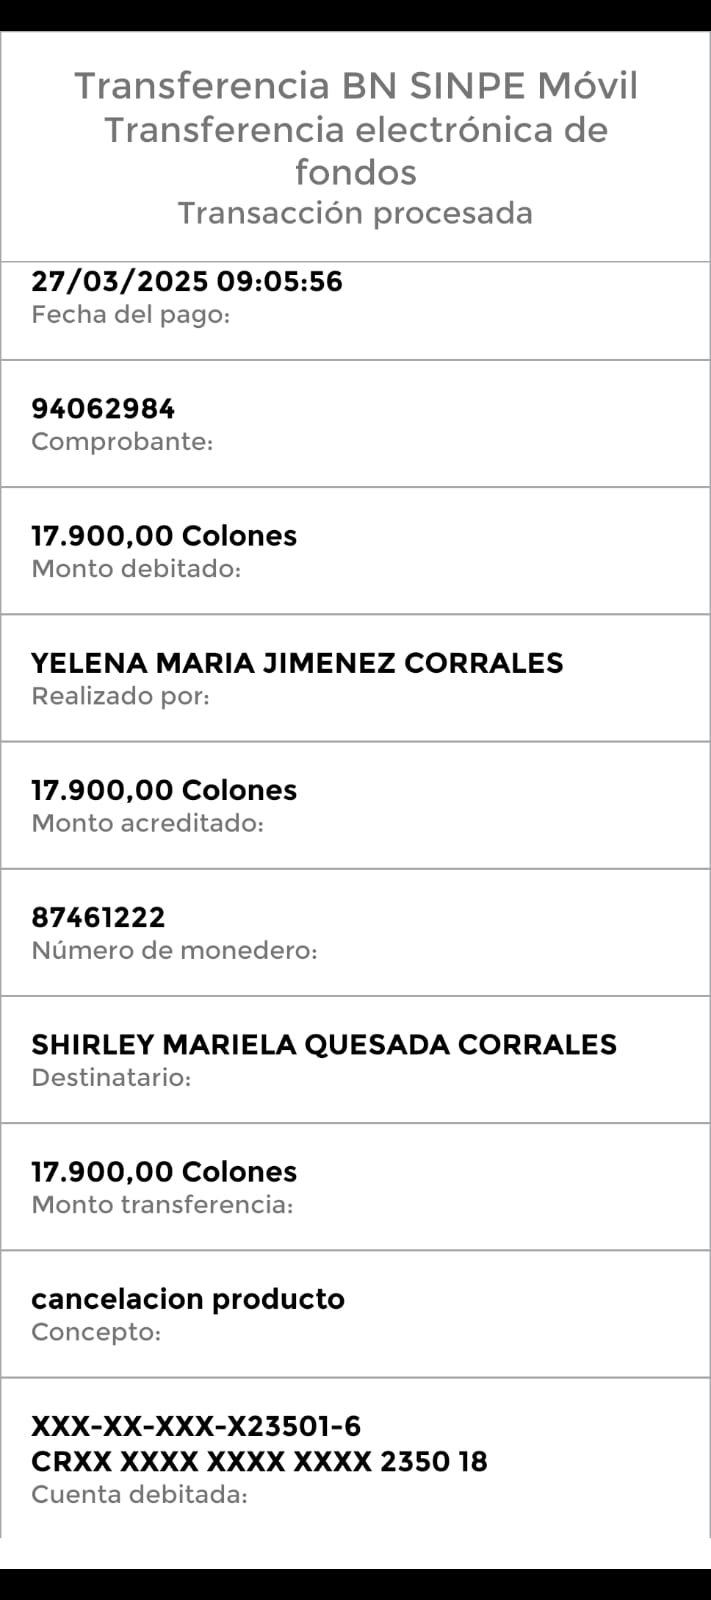 Transferencia BN SINPE Móvil
Transferencia electrónica de
fondos
Transacción procesada
27/03/2025 09:05:56
Fecha del pago:
94062984
Comprobante:
17.900,00 Colones
Monto debitado:
YELENA MARIA JIMENEZ CORRALES
Realizado por:
17.900,00 Colones
Monto acreditado:
87461222
Número de monedero:
SHIRLEY MARIELA QUESADA CORRALES
Destinatario:
17.900,00 Colones
Monto transferencia:
cancelacion producto
Concepto:
XXX-XX-XXX-X23501-6
CRXX XXXX XXXX XXXX 2350 18
Cuenta debitada: